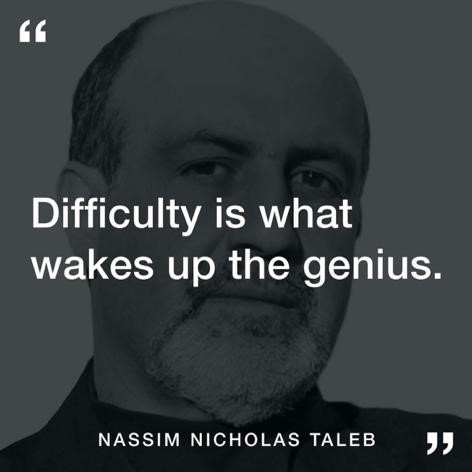 “
Difficulty is what
wakes up the genius.
NASSIM NICHOLAS TALEB
”